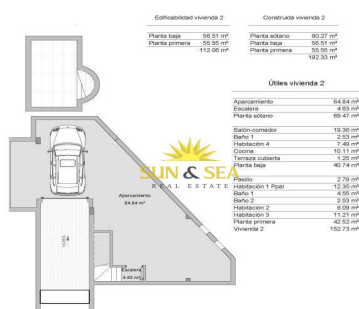 Edificabilidad vivienda 2
Planta baja 56.51 m²
Planta primera 55.55 m²
112.06 m²
Construida vivienda 2
Planta sótano 80.27 m²
Planta baja 56.51 m²
Planta primera 55.55 m²
192.33 m²
Útiles vivienda 2
Aparcamiento 64.84 m²
Escalera 4.63 m²
Planta sótano 69.47 m²
Salón-comedor 19.36 m²
Baño 1 2.53 m²
Habitación 4 7.49 m²
Cocina 10.11 m²
Terraza cubierta 1.25 m²
Planta baja 40.74 m²
Pasillo 2.79 m²
Habitación 1 Ppal 12.35 m²
Baño 1 4.55 m²
Baño 2 2.53 m²
Habitación 2 9.09 m²
Habitación 3 11.21 m²
Planta primera 42.52 m²
Vivienda 2 152.73 m²
SUN & SEA
REAL ESTATE
Aparcamiento
64.84 m²
Escalera
4.63 m²